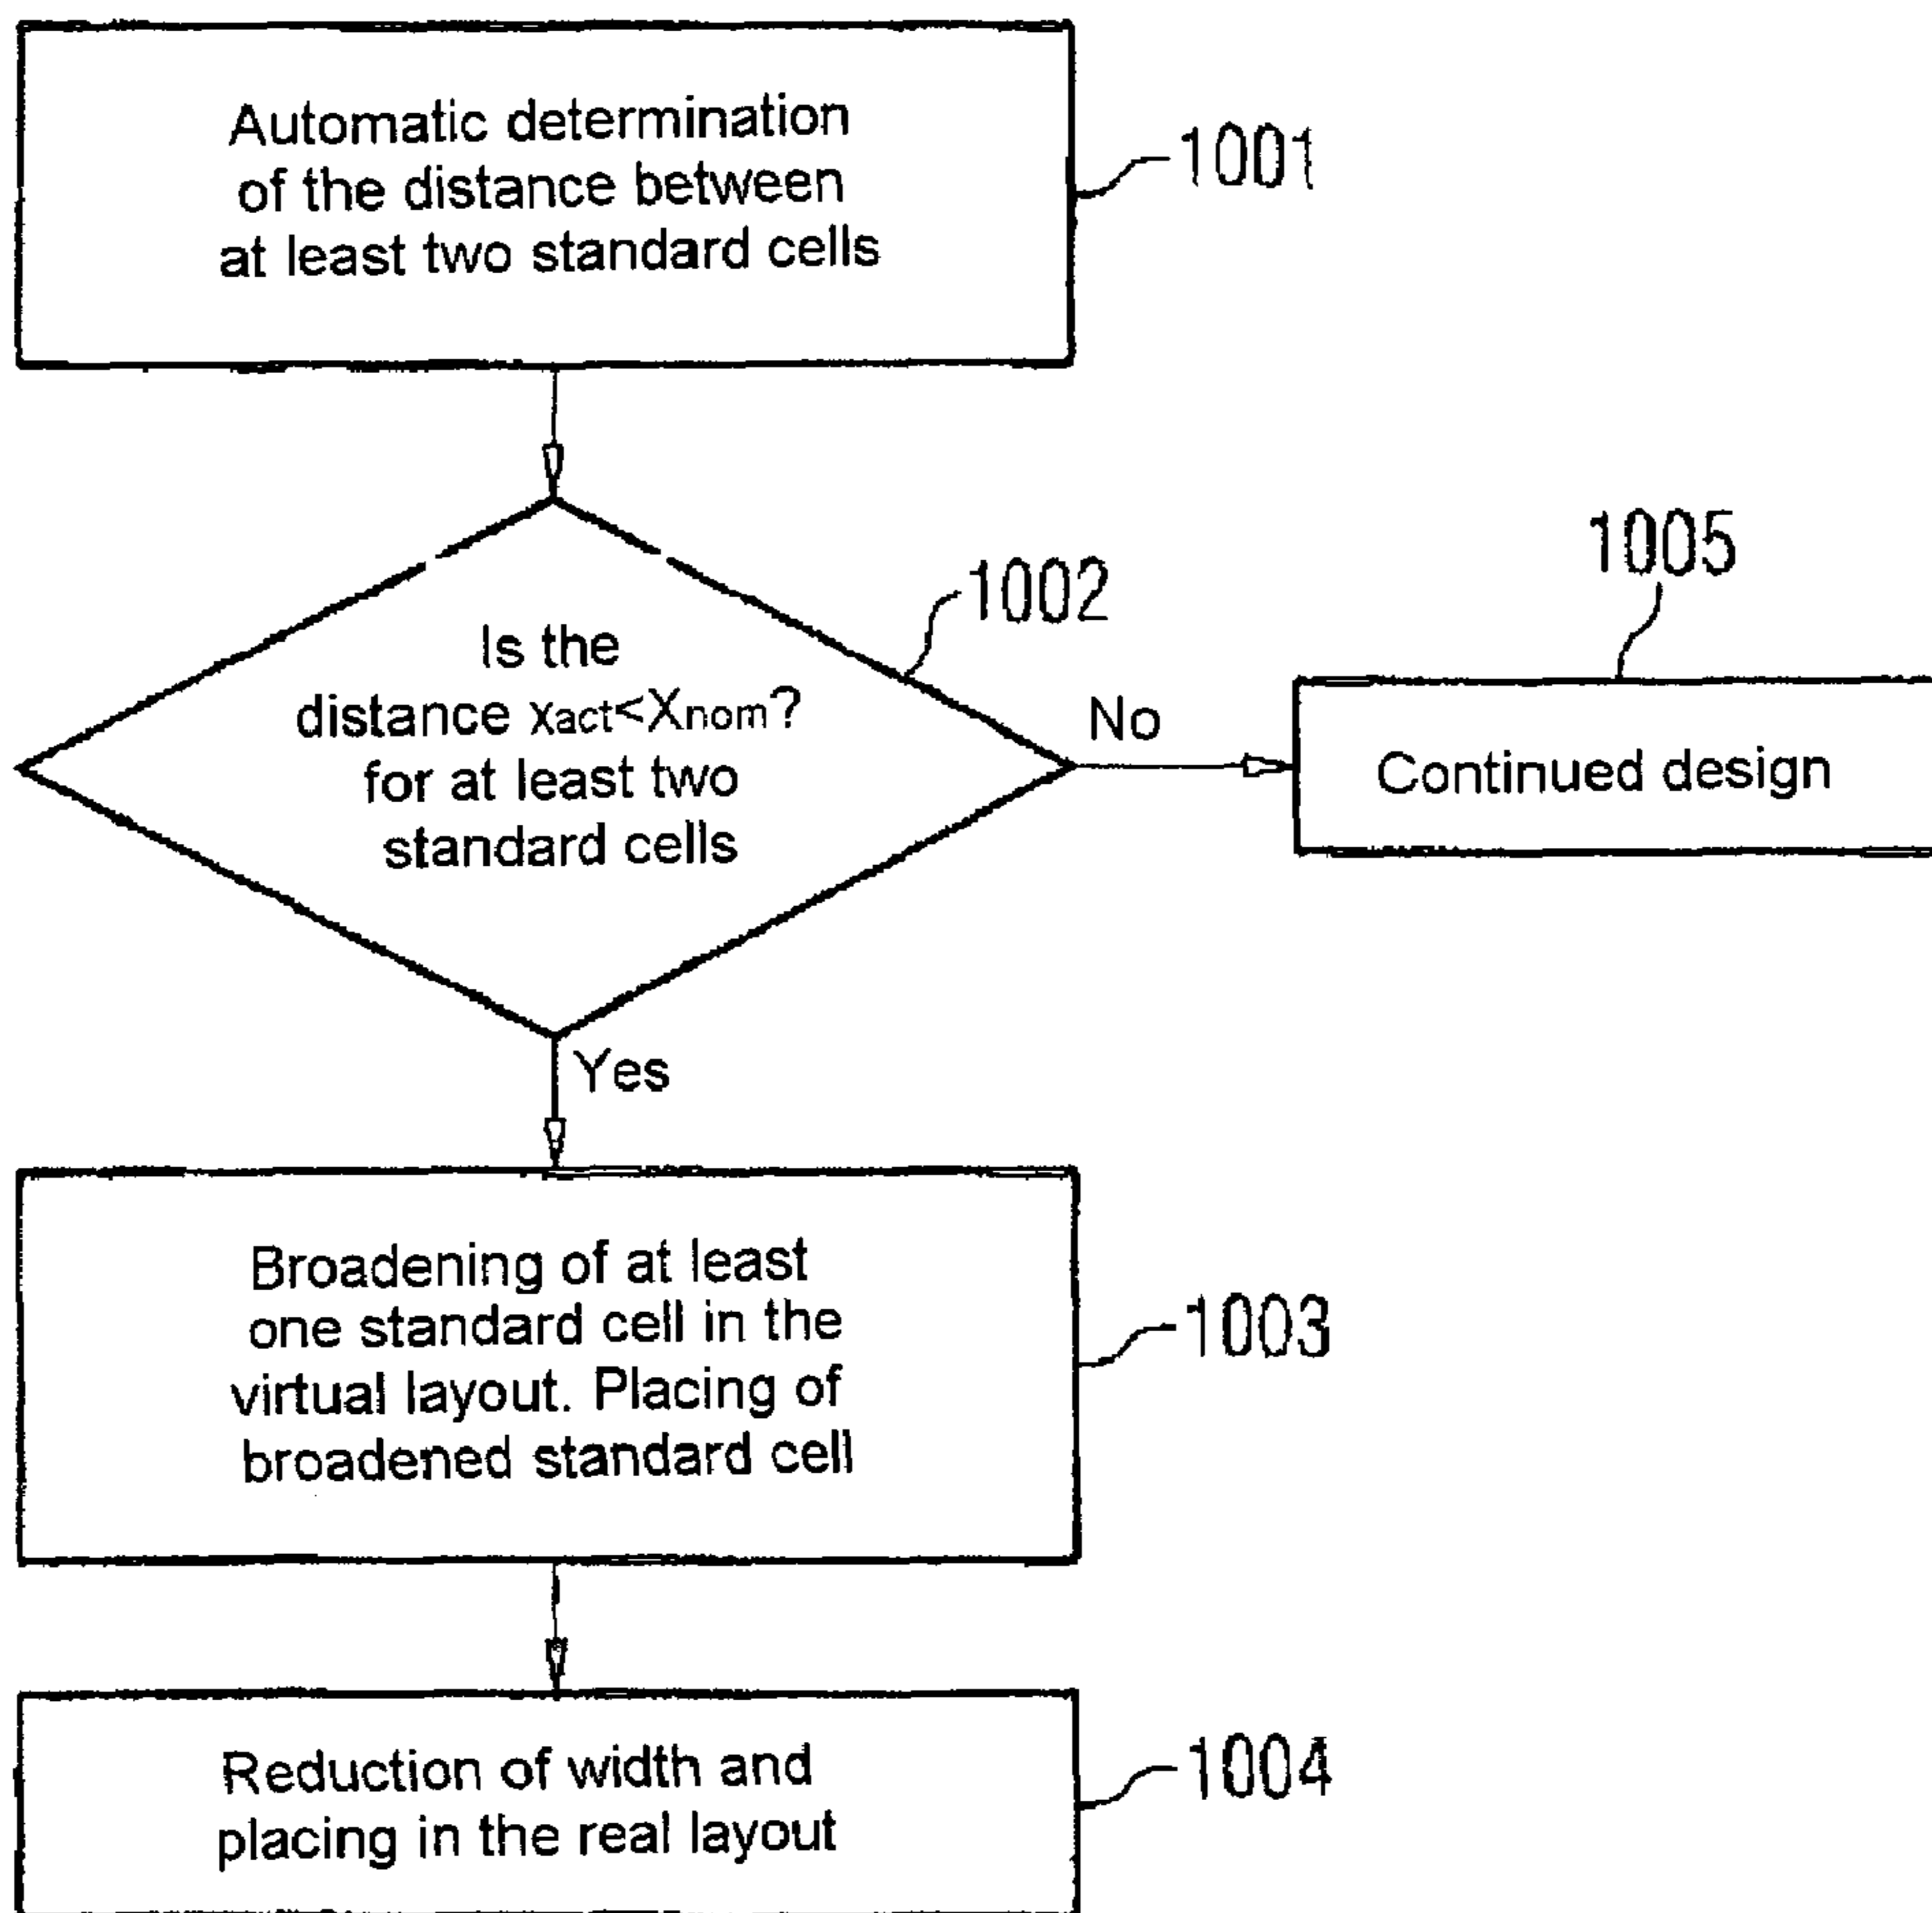 Automatic determination
of the distance between
at least two standard cells
1001
1002
Is the
distance xact<Xnom?
for at least two
standard cells
No
1005
Continued design
Yes
Broadening of at least
one standard cell in the
virtual layout. Placing of
broadened standard cell
1003
Reduction of width and
placing in the real layout
1004